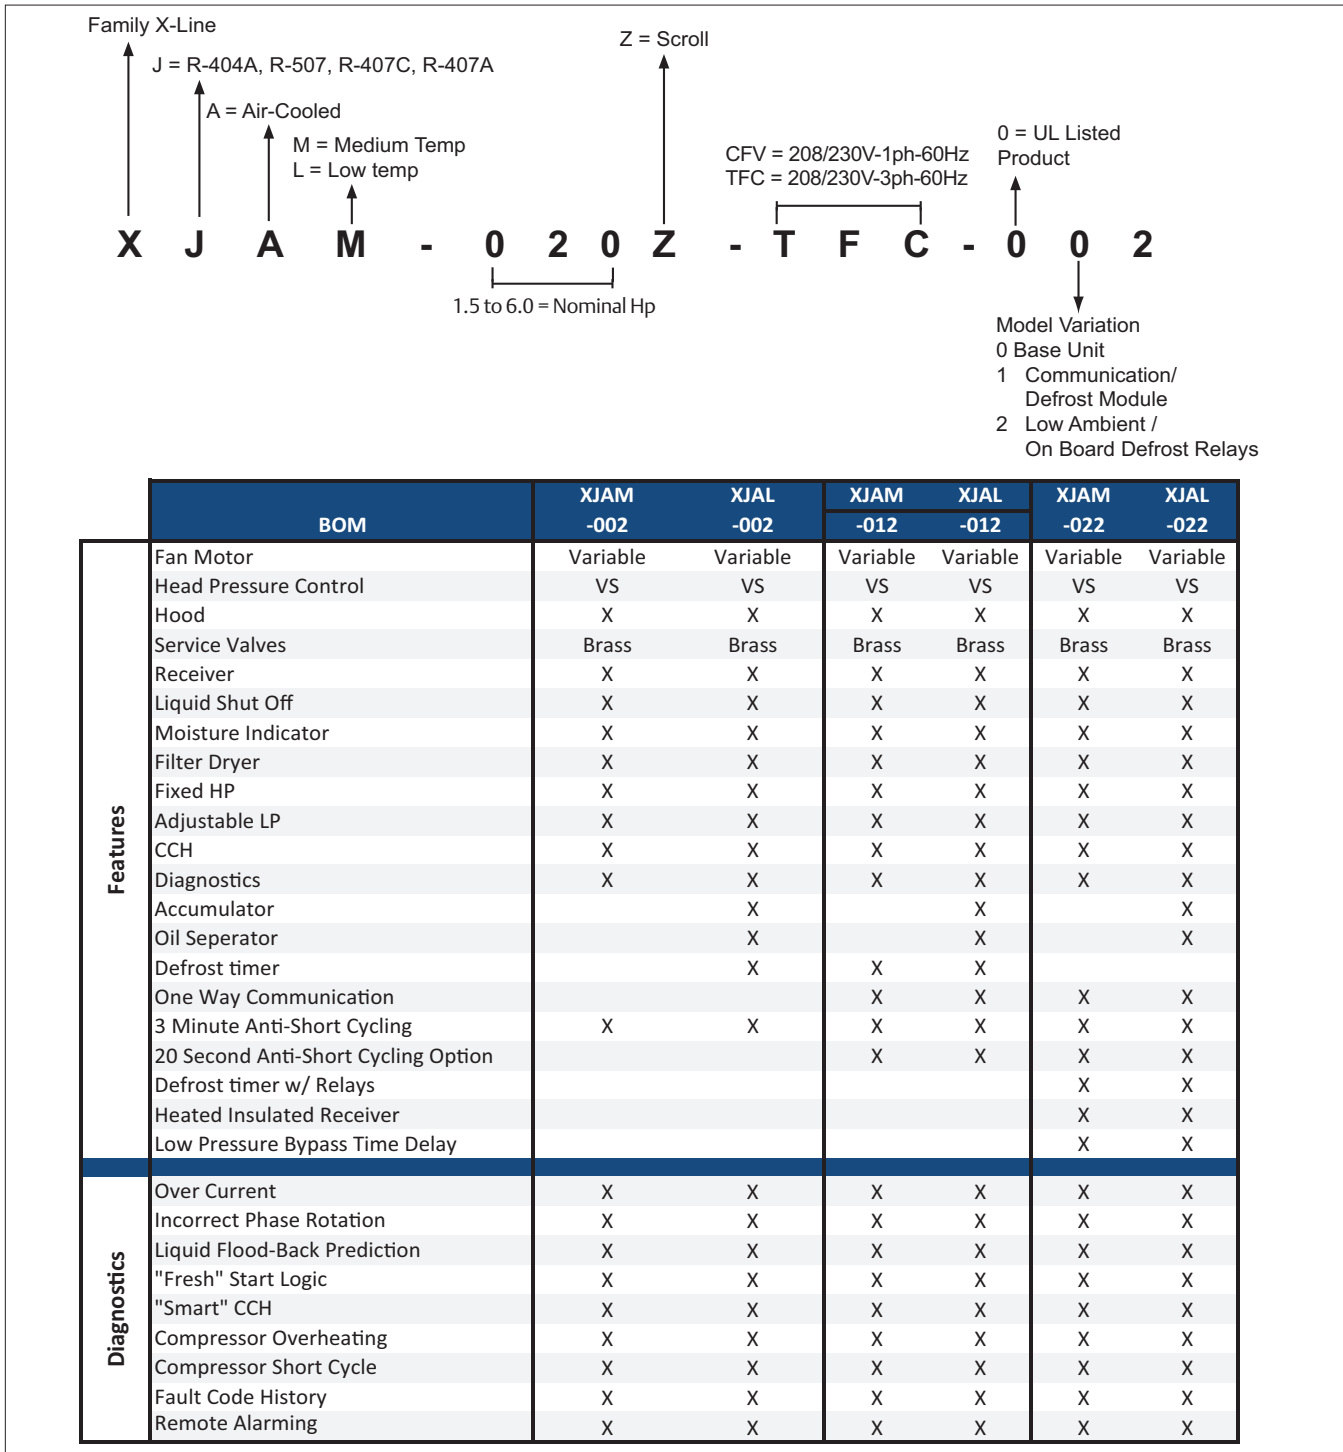 Family X-Line
Z = Scroll
J = R-404A, R-507, R-407C, R-407A
A = Air-Cooled
M = Medium Temp
L = Low temp
CFV = 208/230V-1ph-60Hz
TFC = 208/230V-3ph-60Hz
0 = UL Listed
Product
X J A M - 0 2 0 Z - T F C - 0 0 2
1.5 to 6.0 = Nominal Hp
Model Variation
0 Base Unit
1 Communication/
Defrost Module
2 Low Ambient /
On Board Defrost Relays
XJAM XJAL XJAM XJAL XJAM XJAL
BOM -002 -002 -012 -012 -022 -022
Features
Fan Motor Variable Variable Variable Variable Variable Variable
Head Pressure Control VS VS VS VS VS VS
Hood X X X X X X
Service Valves Brass Brass Brass Brass Brass Brass
Receiver X X X X X X
Liquid Shut Off X X X X X X
Moisture Indicator X X X X X X
Filter Dryer X X X X X X
Fixed HP X X X X X X
Adjustable LP X X X X X X
CCH X X X X X X
Diagnostics X X X X X X
Accumulator X X X
Oil Seperator X X X
Defrost timer X X X
One Way Communication X X X X
3 Minute Anti-Short Cycling X X X X X X
20 Second Anti-Short Cycling Option X X X X
Defrost timer w/ Relays X X
Heated Insulated Receiver X X
Low Pressure Bypass Time Delay X X
Diagnostics
Over Current X X X X X X
Incorrect Phase Rotation X X X X X X
Liquid Flood-Back Prediction X X X X X X
"Fresh" Start Logic X X X X X X
"Smart" CCH X X X X X X
Compressor Overheating X X X X X X
Compressor Short Cycle X X X X X X
Fault Code History X X X X X X
Remote Alarming X X X X X X